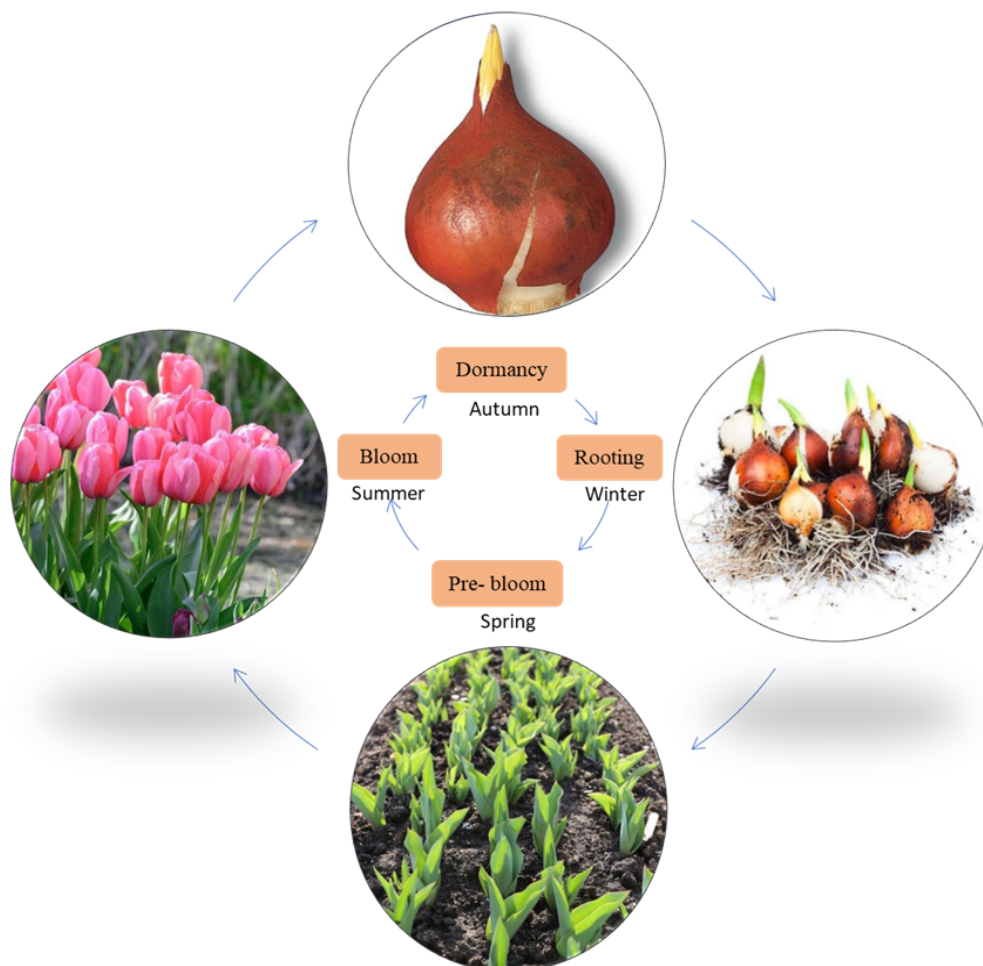 Dormancy
Autumn
Bloom
Summer
Rooting
Winter
Pre- bloom
Spring